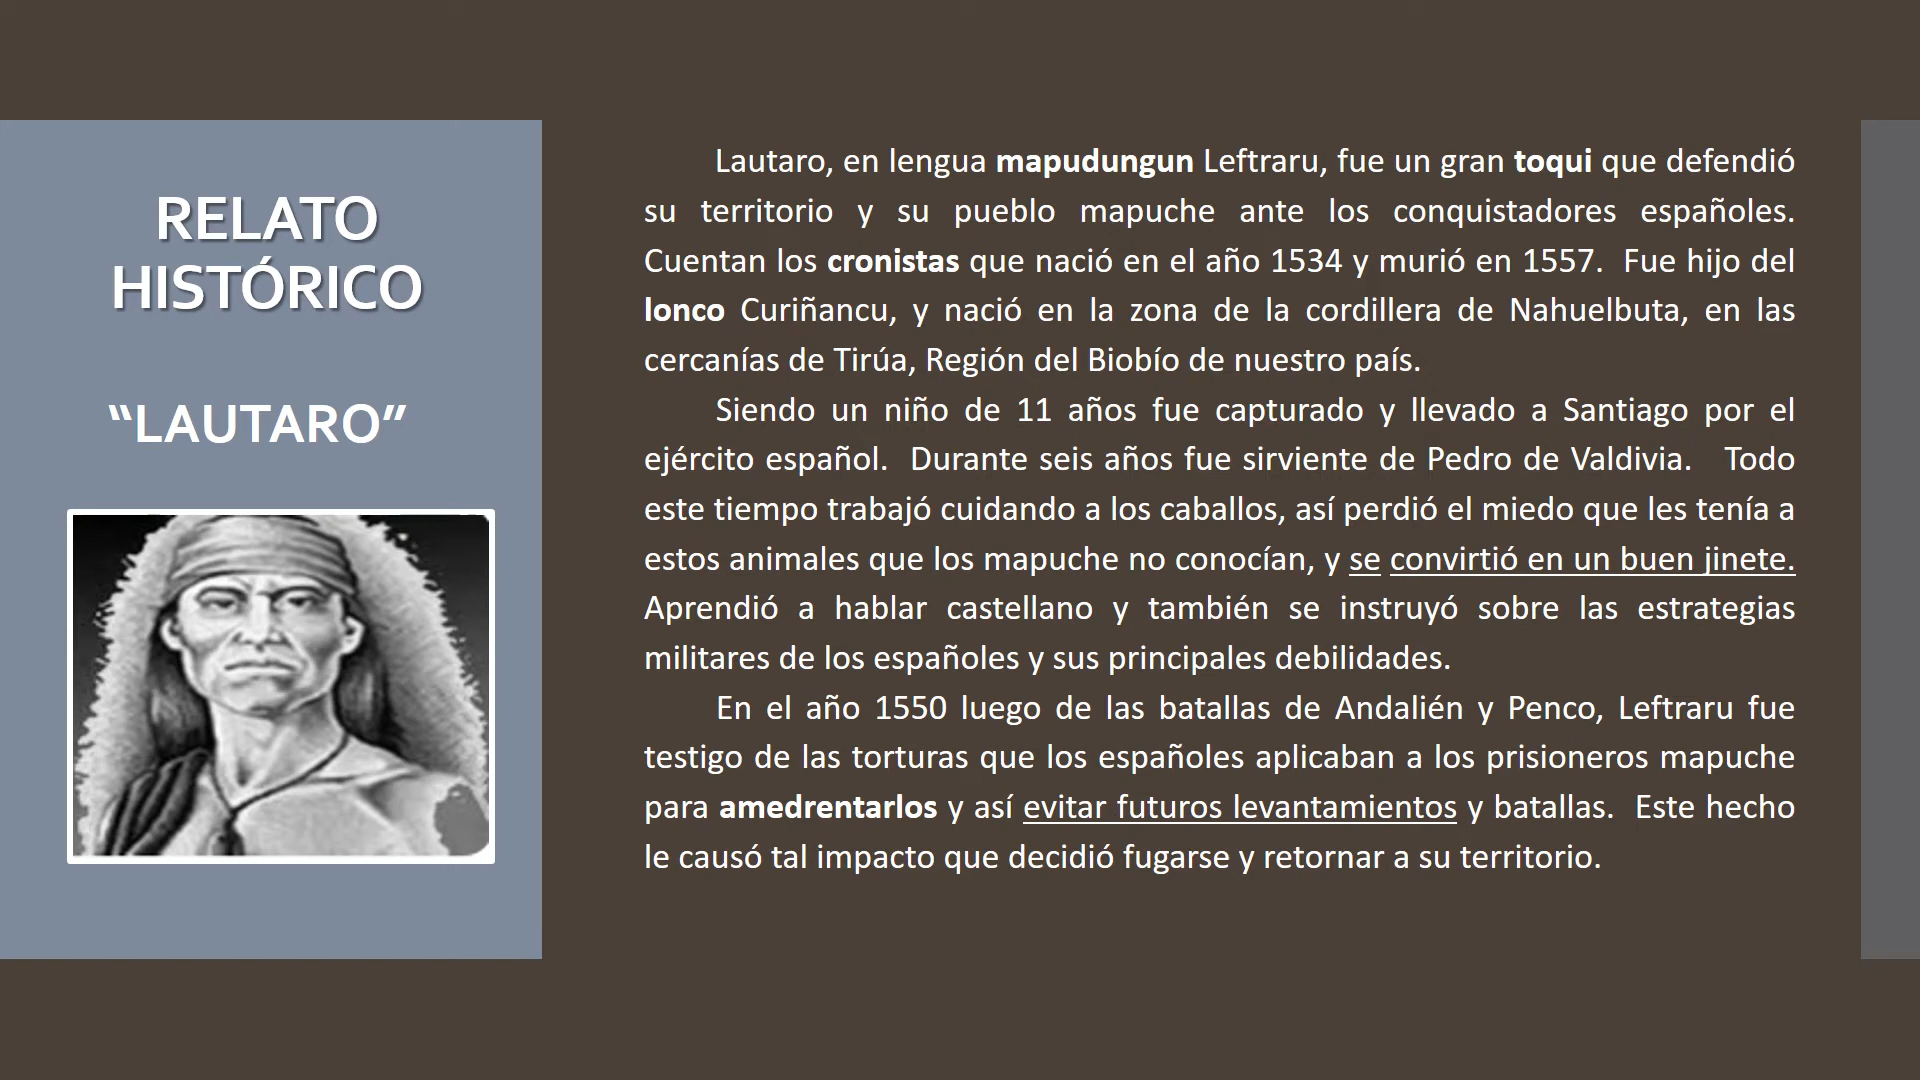 RELATO
HISTÓRICO
“LAUTARO”
Lautaro, en lengua mapudungun Leftraru, fue un gran toqui que defendió
su territorio y su pueblo mapuche ante los conquistadores españoles.
Cuentan los cronistas que nació en el año 1534 y murió en 1557. Fue hijo del
lonco Curiñancu, y nació en la zona de la cordillera de Nahuelbuta, en las
cercanías de Tirúa, Región del Biobío de nuestro país.
Siendo un niño de 11 años fue capturado y llevado a Santiago por el
ejército español. Durante seis años fue sirviente de Pedro de Valdivia. Todo
este tiempo trabajó cuidando a los caballos, así perdió el miedo que les tenía a
estos animales que los mapuche no conocían, y se convirtió en un buen jinete.
Aprendió a hablar castellano y también se instruyó sobre las estrategias
militares de los españoles y sus principales debilidades.
En el año 1550 luego de las batallas de Andalién y Penco, Leftraru fue
testigo de las torturas que los españoles aplicaban a los prisioneros mapuche
para amedrentarlos y así evitar futuros levantamientos y batallas. Este hecho
le causó tal impacto que decidió fugarse y retornar a su territorio.